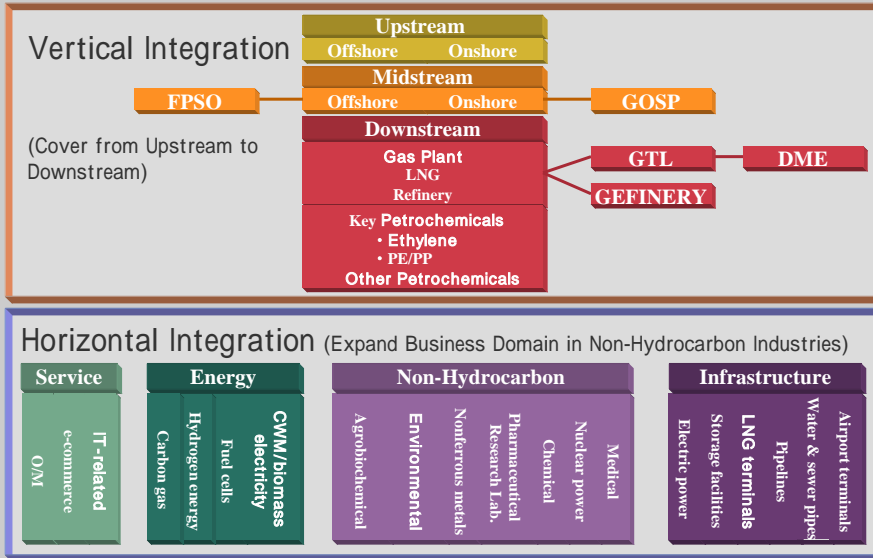 Vertical Integration
(Cover from Upstream to
Downstream)
Upstream
Offshore Onshore
Midstream
FPSO
Offshore Onshore
GOSP
Downstream
Gas Plant
LNG
Refinery
GTL
DME
GEFINERY
Key Petrochemicals
• Ethylene
• PE/PP
Other Petrochemicals
Horizontal Integration (Expand Business Domain in Non-Hydrocarbon Industries)
Service
O/M
e-commerce
IT-related
Energy
Carbon gas
Hydrogen energy
Fuel cells
CWM/biomass
electricity
Non-Hydrocarbon
Agrobiochemical
Environmental
Nonferrous metals
Pharmaceutical
Research Lab.
Chemical
Nuclear power
Medical
Infrastructure
Electric power
Storage facilities
LNG terminals
Pipelines
Water & sewer pipes
Airport terminals